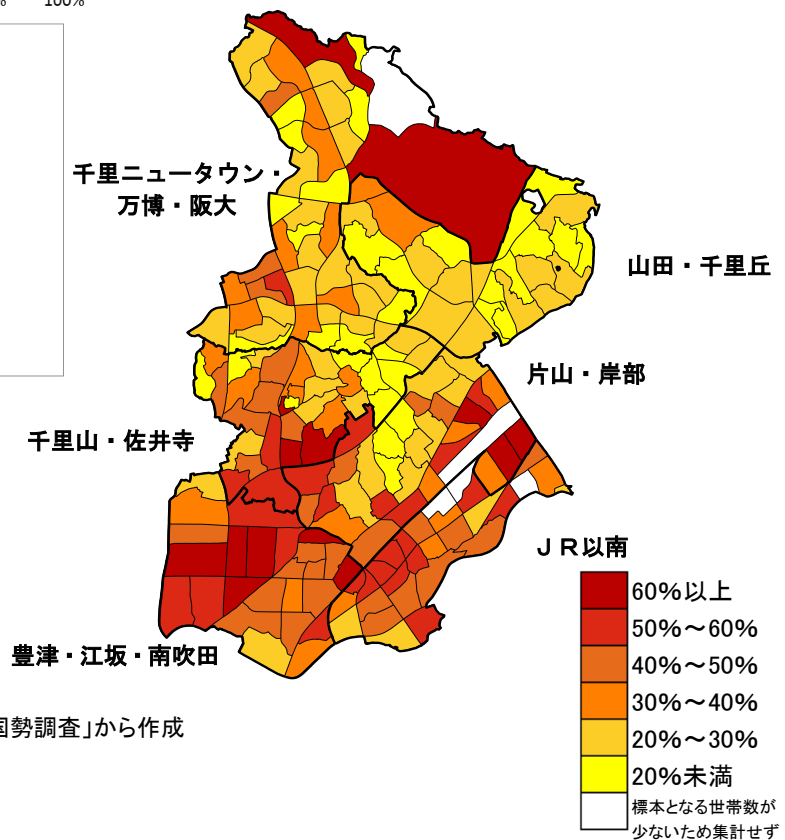 100%
千里ニュータウン・
万博・阪大
山田・千里丘
片山・岸部
千里山・佐井寺
JR以南
豊津・江坂・南吹田
60%以上
50%～60%
40%～50%
30%～40%
20%～30%
20%未満
標本となる世帯数が
少ないため集計せず
国勢調査」から作成